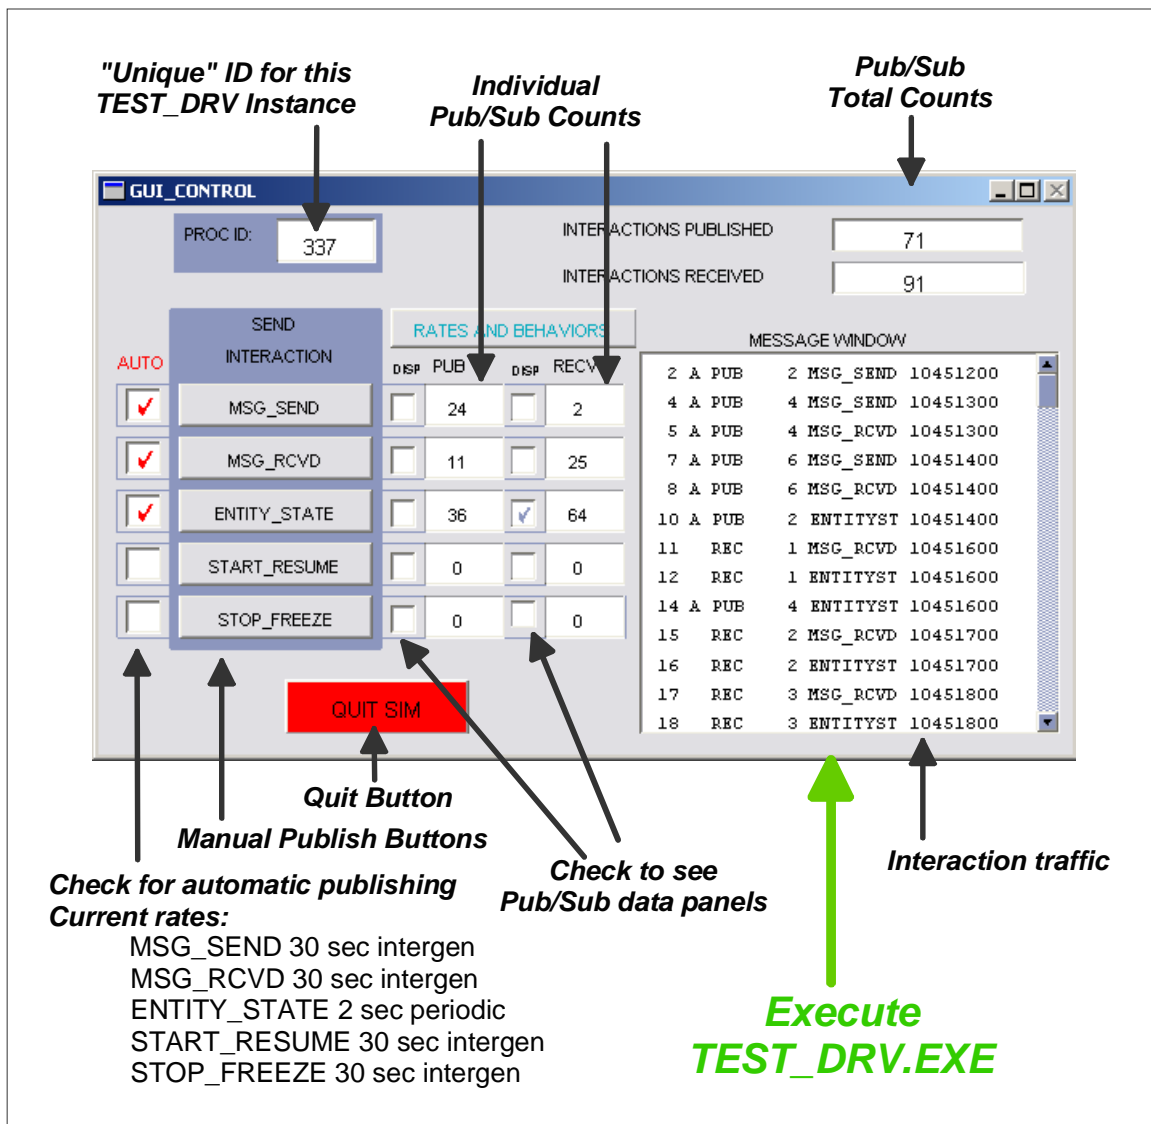 "Unique" ID for this
TEST_DRV Instance
Individual
Pub/Sub Counts
Pub/Sub
Total Counts
GUI_CONTROL
PROC ID:
337
INTERACTIONS PUBLISHED
71
INTERACTIONS RECEIVED
91
SEND
INTERACTION
RATES AND BEHAVIORS
AUTO
DISP PUB DISP RECV
MSG_SEND 24 2
MSG_RCVD 11 25
ENTITY_STATE 36 64
START_RESUME 0 0
STOP_FREEZE 0 0
QUIT SIM
MESSAGE WINDOW
2 A PUB 2 MSG_SEND 10451200
4 A PUB 4 MSG_SEND 10451300
5 A PUB 4 MSG_RCVD 10451300
7 A PUB 6 MSG_SEND 10451400
8 A PUB 6 MSG_RCVD 10451400
10 A PUB 2 ENTITYST 10451400
11 REC 1 MSG_RCVD 10451600
12 REC 1 ENTITYST 10451600
14 A PUB 4 ENTITYST 10451600
15 REC 2 MSG_RCVD 10451700
16 REC 2 ENTITYST 10451700
17 REC 3 MSG_RCVD 10451800
18 REC 3 ENTITYST 10451800
Quit Button
Manual Publish Buttons
Check for automatic publishing
Current rates:
MSG_SEND 30 sec intergen
MSG_RCVD 30 sec intergen
ENTITY_STATE 2 sec periodic
START_RESUME 30 sec intergen
STOP_FREEZE 30 sec intergen
Check to see
Pub/Sub data panels
Interaction traffic
Execute
TEST_DRV.EXE